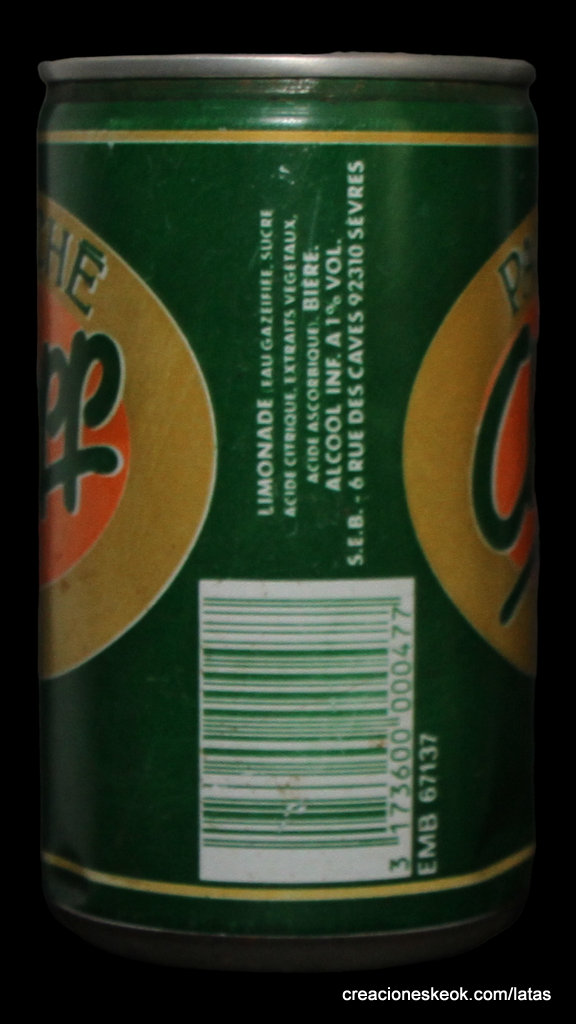 CHÉ
LIMONADE (EAU GAZEIFIEE, SUCRE
ACIDE CITRIQUE, EXTRAITS VEGETAUX,
ACIDE ASCORBIQUE), BIERE.
ALCOOL INF. A 1% VOL.
S.E.B. - 6 RUE DES CAVES 92310 SEVRES
3 173600 000477
EMB 67137
creacioneskeok.com/latas